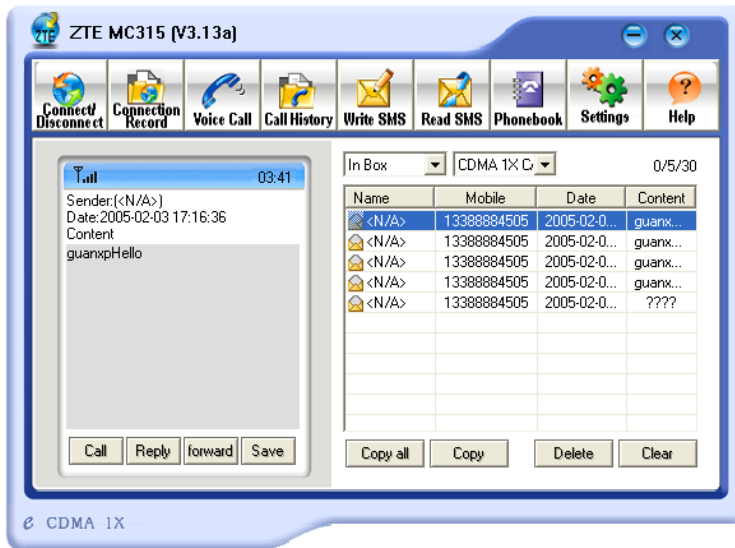 ZTE
ZTE MC315 (V3.13a)
Connect/
Disconnect
Connection
Record
Voice Call
Call History
Write SMS
Read SMS
Phonebook
Settings
?
Help
03:41
Sender:(<N/A>)
Date:2005-02-03 17:16:36
Content
guanxpHello
Call Reply forward Save
In Box CDMA 1X C 0/5/30
Name Mobile Date Content
<N/A> 13388884505 2005-02-0... guanx...
<N/A> 13388884505 2005-02-0... guanx...
<N/A> 13388884505 2005-02-0... guanx...
<N/A> 13388884505 2005-02-0... guanx...
<N/A> 13388884505 2005-02-0... ????
Copy all Copy Delete Clear
e CDMA 1X